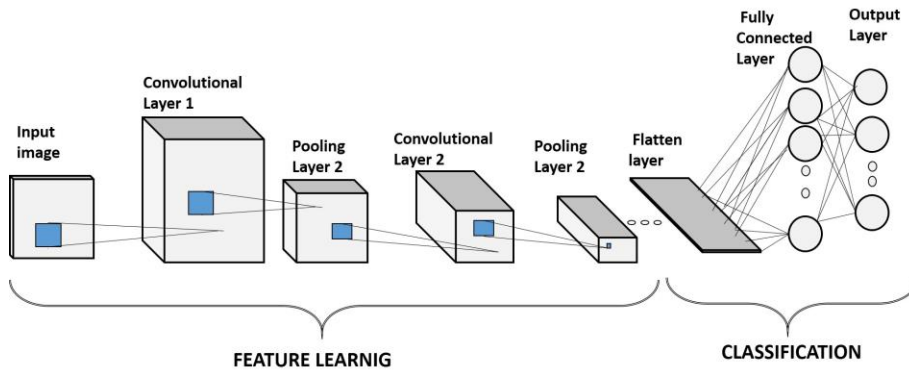 Input
image
Convolutional
Layer 1
Pooling
Layer 2
Convolutional
Layer 2
Pooling
Layer 2
Flatten
layer
Fully
Connected
Layer
Output
Layer
FEATURE LEARNIG
CLASSIFICATION